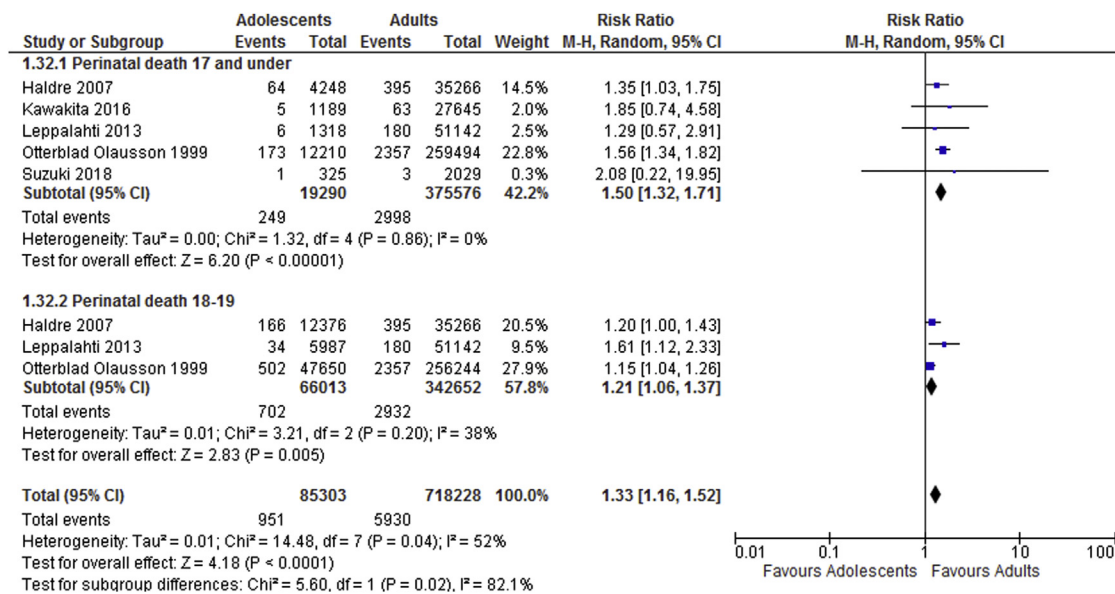 Adolescents Adults Risk Ratio Risk Ratio
Study or Subgroup Events Total Events Total Weight M-H, Random, 95% CI M-H, Random, 95% CI
1.32.1 Perinatal death 17 and under
Haldre 2007 64 4248 395 35266 14.5% 1.35 [1.03, 1.75]
Kawakita 2016 5 1189 63 27645 2.0% 1.85 [0.74, 4.58]
Leppalahti 2013 6 1318 180 51142 2.5% 1.29 [0.57, 2.91]
Otterblad Olausson 1999 173 12210 2357 259494 22.8% 1.56 [1.34, 1.82]
Suzuki 2018 1 325 3 2029 0.3% 2.08 [0.22, 19.95]
Subtotal (95% CI) 19290 375576 42.2% 1.50 [1.32, 1.71]
Total events 249 2998
Heterogeneity: Tau² = 0.00; Chi² = 1.32, df = 4 (P = 0.86); I² = 0%
Test for overall effect: Z = 6.20 (P < 0.00001)
1.32.2 Perinatal death 18-19
Haldre 2007 166 12376 395 35266 20.5% 1.20 [1.00, 1.43]
Leppalahti 2013 34 5987 180 51142 9.5% 1.61 [1.12, 2.33]
Otterblad Olausson 1999 502 47650 2357 256244 27.9% 1.15 [1.04, 1.26]
Subtotal (95% CI) 66013 342652 57.8% 1.21 [1.06, 1.37]
Total events 702 2932
Heterogeneity: Tau² = 0.01; Chi² = 3.21, df = 2 (P = 0.20); I² = 38%
Test for overall effect: Z = 2.83 (P = 0.005)
Total (95% CI) 85303 718228 100.0% 1.33 [1.16, 1.52]
Total events 951 5930
Heterogeneity: Tau² = 0.01; Chi² = 14.48, df = 7 (P = 0.04); I² = 52%
Test for overall effect: Z = 4.18 (P < 0.0001)
Test for subgroup differences: Chi² = 5.60, df = 1 (P = 0.02), I² = 82.1%
0.01 0.1 1 10 100
Favours Adolescents Favours Adults